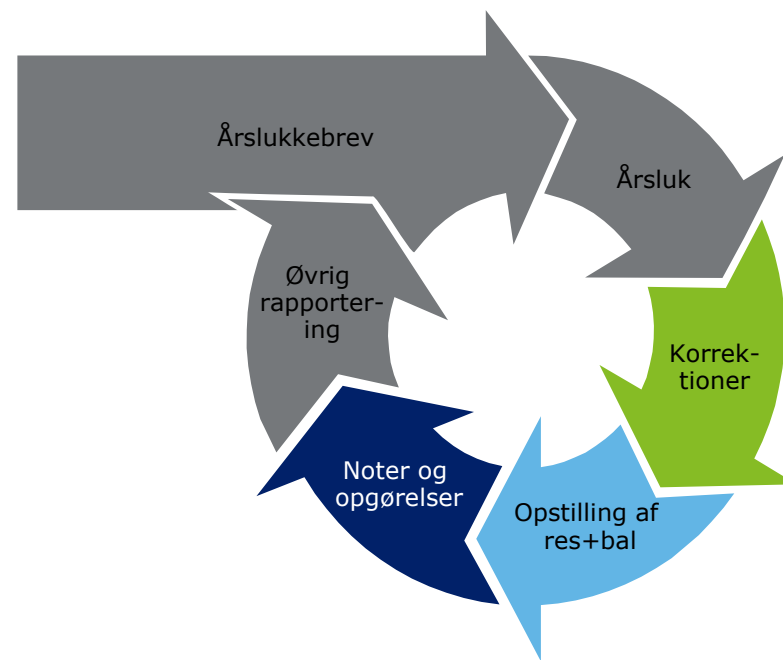 Årslukkebrev
Årsluk
Korrek-
tioner
Opstilling af
res+bal
Noter og
opgørelser
Øvrig
rapporter-
ing